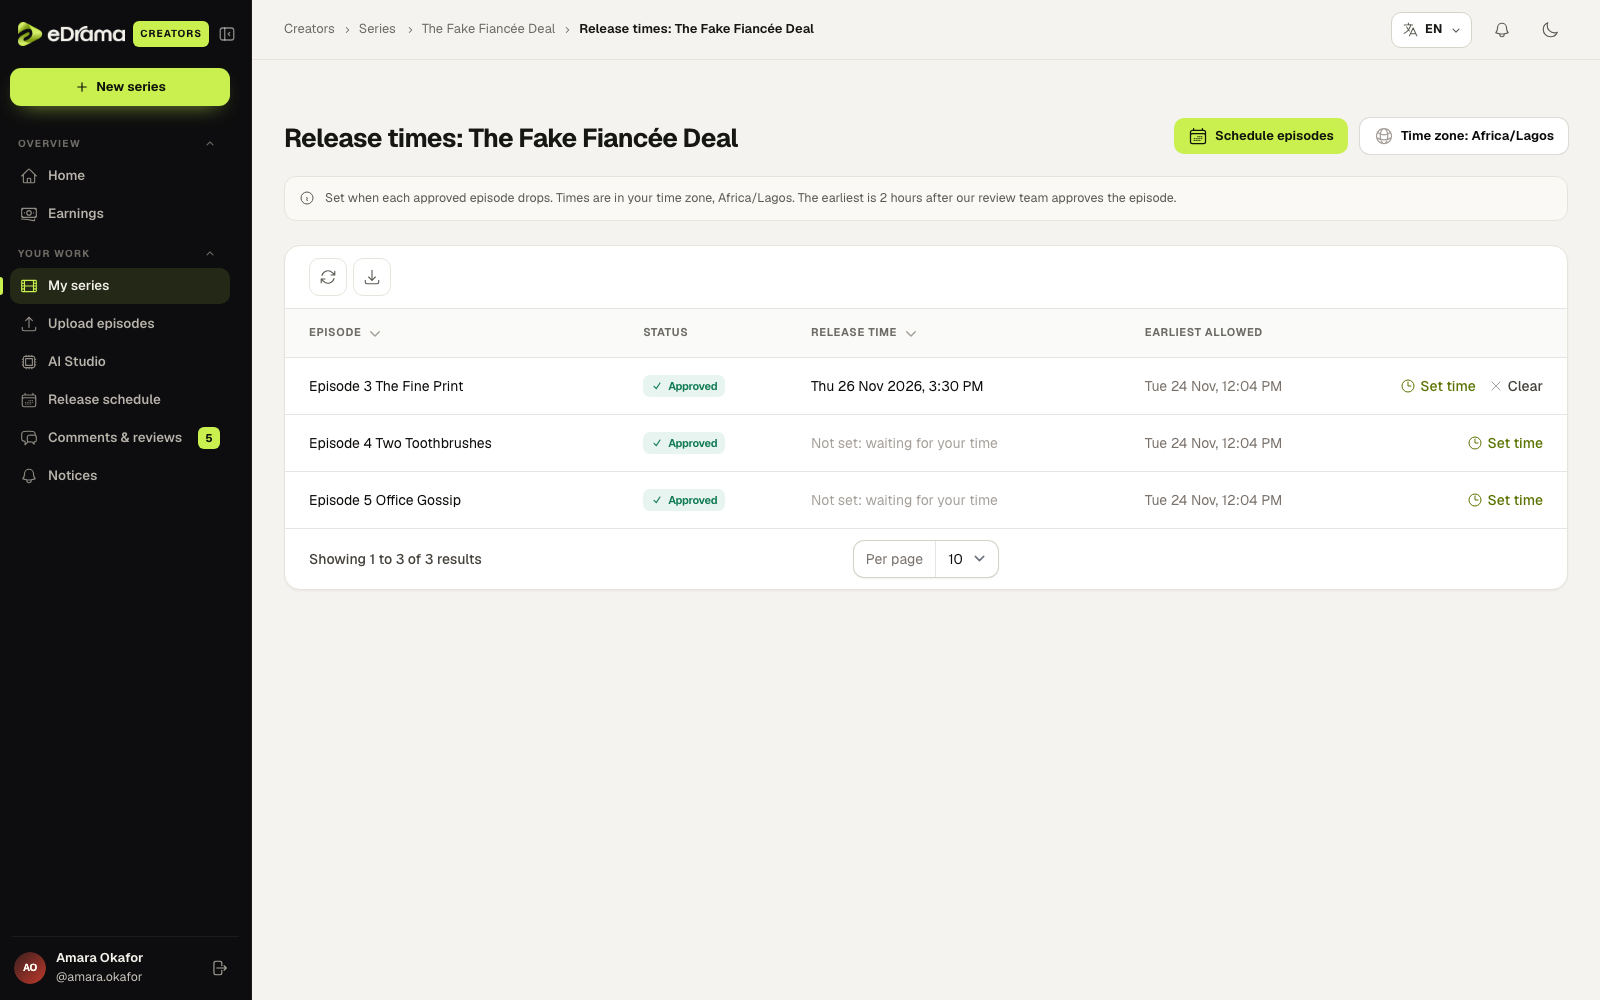 eDrama CREATORS
New series
OVERVIEW
Home
Earnings
YOUR WORK
My series
Upload episodes
AI Studio
Release schedule
Comments & reviews 5
Notices
AO Amara Okafor
@amara.okafor
Creators › Series › The Fake Fiancée Deal › Release times: The Fake Fiancée Deal
EN
Release times: The Fake Fiancée Deal
Schedule episodes
Time zone: Africa/Lagos
Set when each approved episode drops. Times are in your time zone, Africa/Lagos. The earliest is 2 hours after our review team approves the episode.
EPISODE STATUS RELEASE TIME EARLIEST ALLOWED
Episode 3 The Fine Print Approved Thu 26 Nov 2026, 3:30 PM Tue 24 Nov, 12:04 PM Set time Clear
Episode 4 Two Toothbrushes Approved Not set: waiting for your time Tue 24 Nov, 12:04 PM Set time
Episode 5 Office Gossip Approved Not set: waiting for your time Tue 24 Nov, 12:04 PM Set time
Showing 1 to 3 of 3 results Per page 10